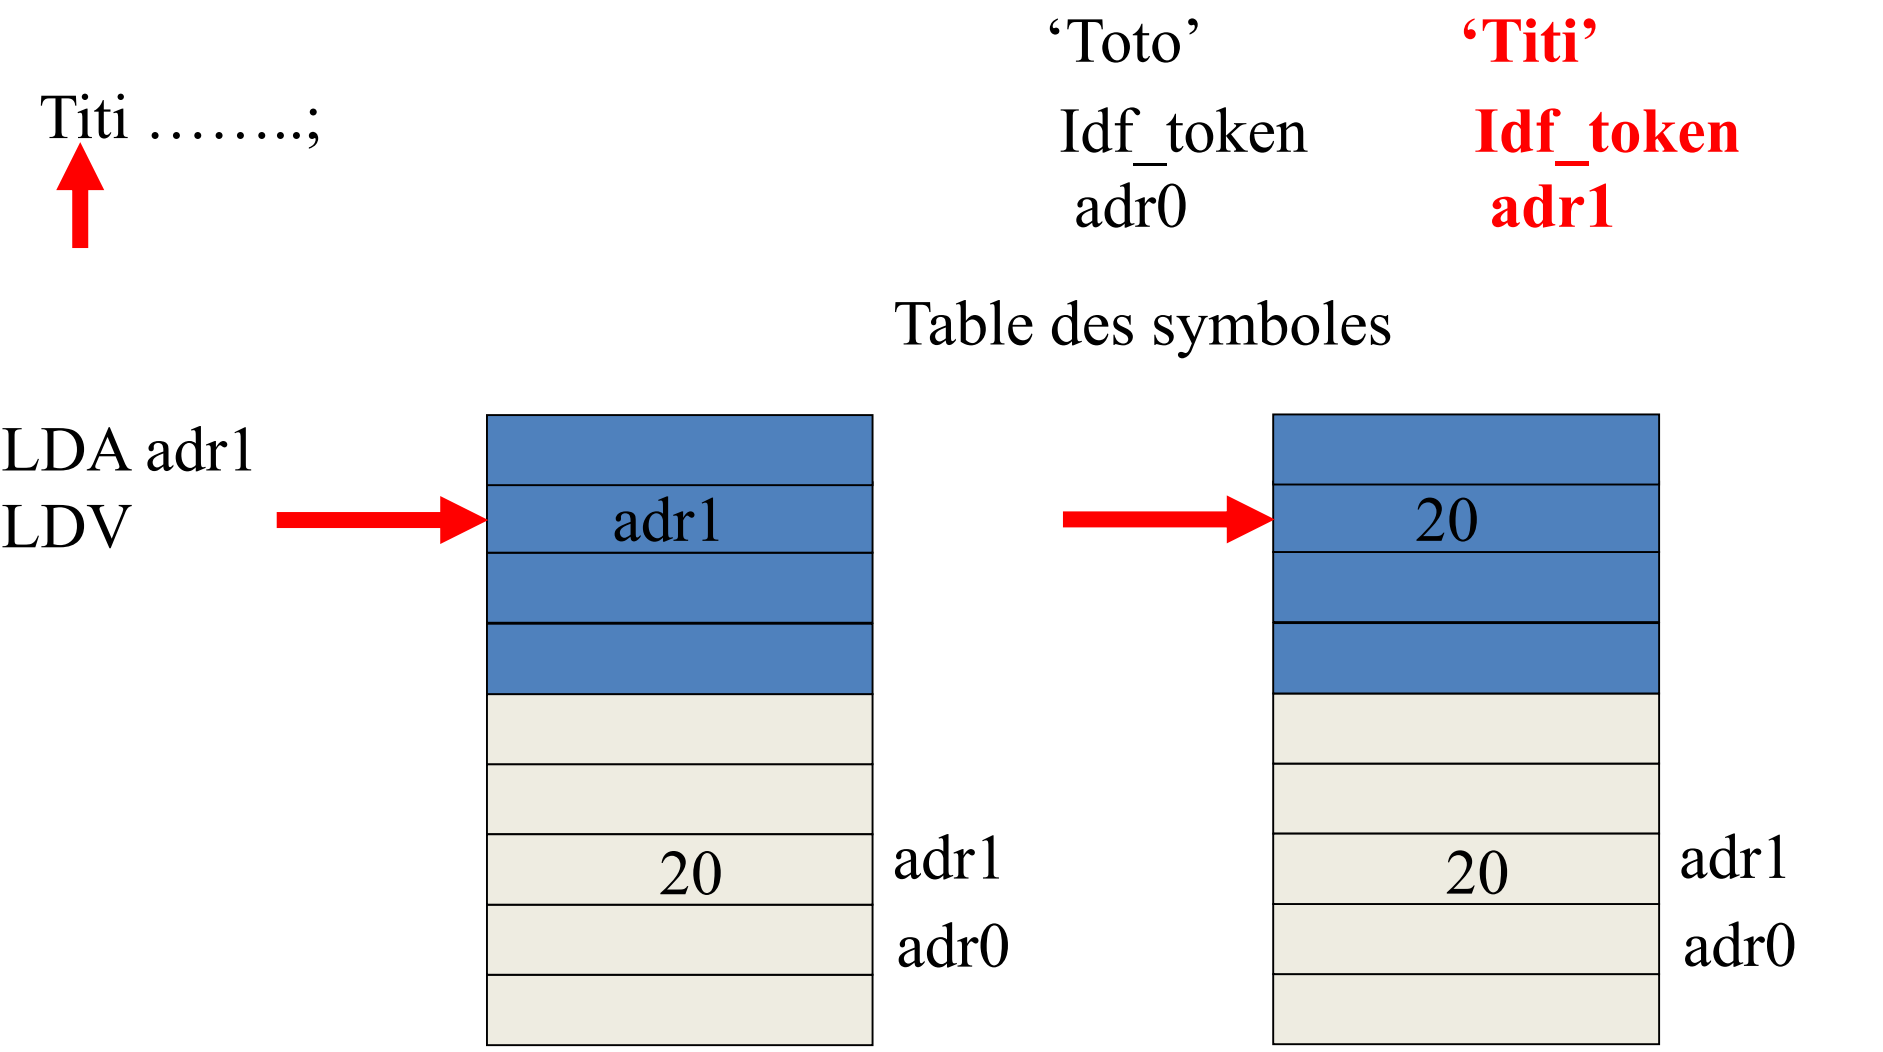 ‘Toto’ ‘Titi’
Titi ……..;
Idf_token Idf_token
adr0 adr1
Table des symboles
LDA adr1
LDV
adr1 20
20 adr1 20 adr1
adr0 adr0